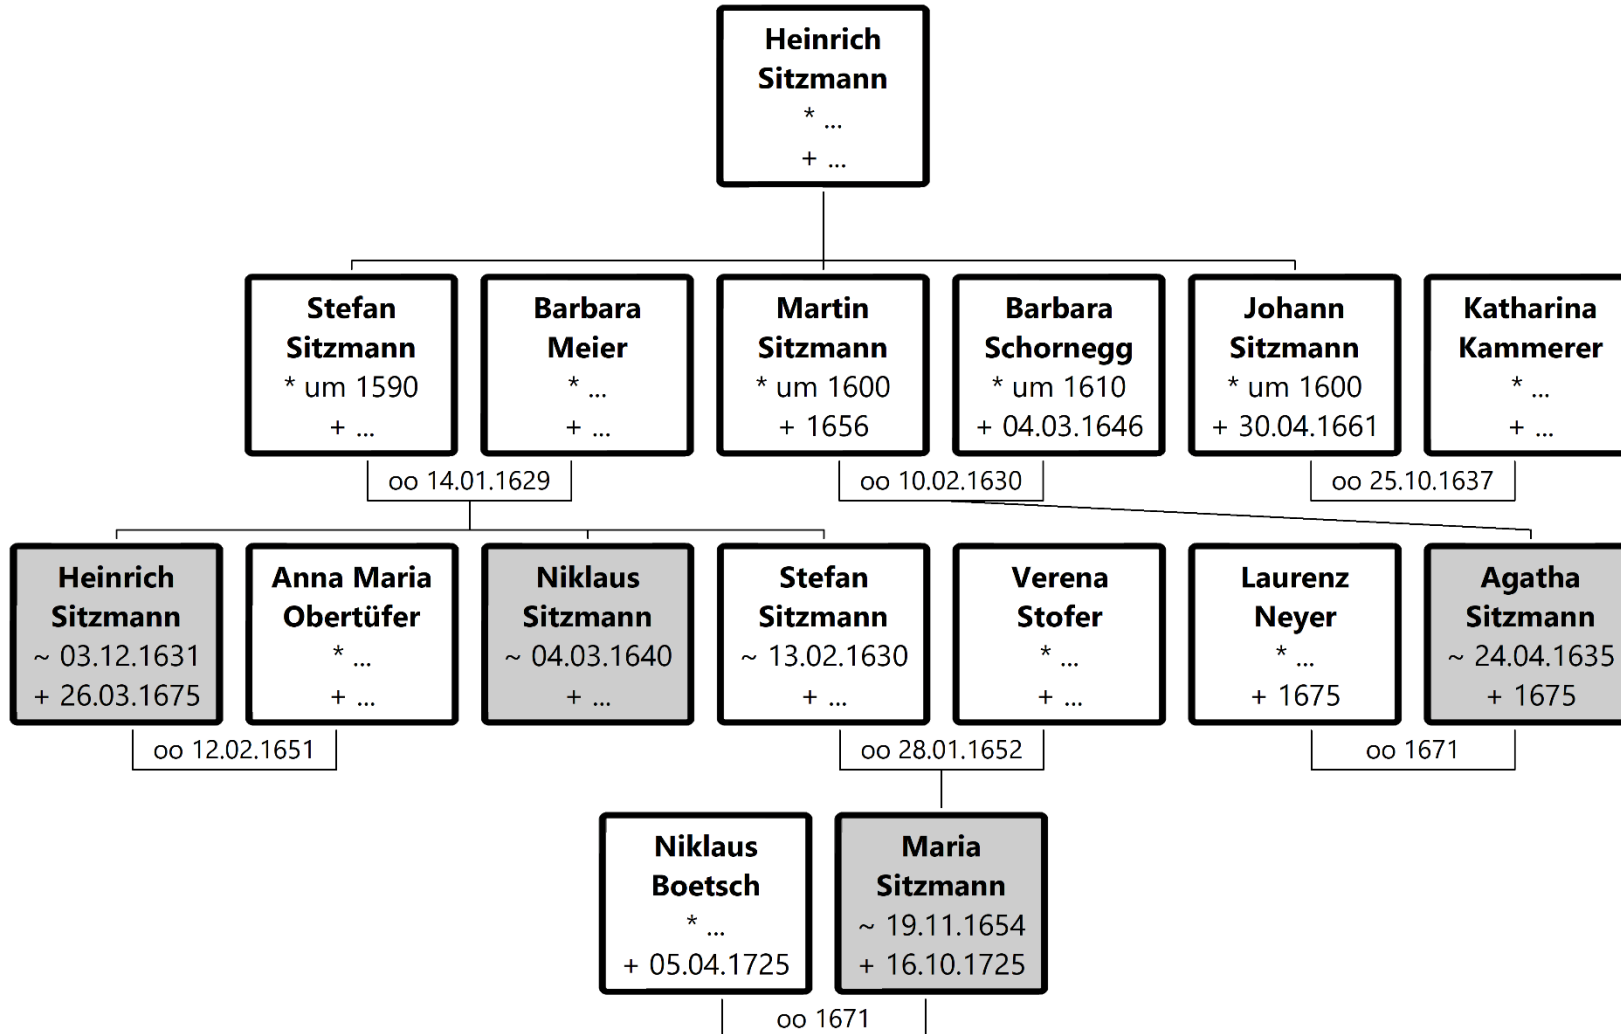 Heinrich
Sitzmann
* ...
+ ...
Stefan
Sitzmann
* um 1590
+ ...
Barbara
Meier
* ...
+ ...
Martin
Sitzmann
* um 1600
+ 1656
Barbara
Schornegg
* um 1610
+ 04.03.1646
Johann
Sitzmann
* um 1600
+ 30.04.1661
Katharina
Kammerer
* ...
+ ...
oo 14.01.1629
oo 10.02.1630
oo 25.10.1637
Heinrich
Sitzmann
~ 03.12.1631
+ 26.03.1675
Anna Maria
Obertüfer
* ...
+ ...
Niklaus
Sitzmann
~ 04.03.1640
+ ...
Stefan
Sitzmann
~ 13.02.1630
+ ...
Verena
Stofer
* ...
+ ...
Laurenz
Neyer
* ...
+ 1675
Agatha
Sitzmann
~ 24.04.1635
+ 1675
oo 12.02.1651
oo 28.01.1652
oo 1671
Niklaus
Boetsch
* ...
+ 05.04.1725
Maria
Sitzmann
~ 19.11.1654
+ 16.10.1725
oo 1671